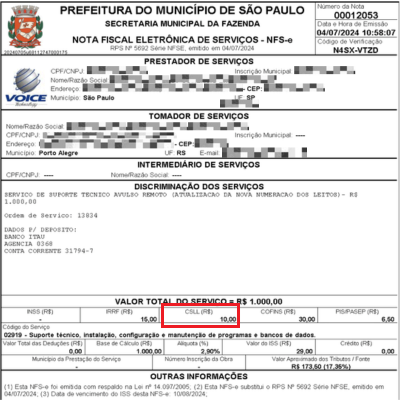 PREFEITURA DO MUNICÍPIO DE SÃO PAULO
SECRETARIA MUNICIPAL DA FAZENDA
NOTA FISCAL ELETRÔNICA DE SERVIÇOS - NFS-e
RPS Nº 5692 Série NFSE, emitido em 04/07/2024
Número da Nota
00012053
Data e Hora de Emissão
04/07/2024 10:58:07
Código de Verificação
N4SX-VTZD
PRESTADOR DE SERVIÇOS
VOICE
Technology
CPF/CNPJ:
Inscrição Municipal:
Nome/Razão Social:
Endereço:
- CEP:
Município: São Paulo
UF: SP
TOMADOR DE SERVIÇOS
Nome/Razão Social:
CPF/CNPJ:
Inscrição Municipal: ----
Endereço:
- CEP:
Município: Porto Alegre
UF: RS
E-mail:
INTERMEDIÁRIO DE SERVIÇOS
CPF/CNPJ: ----
Nome/Razão Social: ----
DISCRIMINAÇÃO DOS SERVIÇOS
SERVICO DE SUPORTE TECNICO AVULSO REMOTO (ATUALIZACAO DA NOVA NUMERACAO DOS LEITOS)- R$
1.000,00
Ordem de Servico: 12834
DADOS P/ DEPOSITO:
BANCO ITAU
AGENCIA 8368
CONTA CORRENTE 31794-7
VALOR TOTAL DO SERVIÇO = R$ 1.000,00
INSS (R$)
IRRF (R$)
CSLL (R$)
COFINS (R$)
PIS/PASEP (R$)
-
15,00
10,00
30,00
6,50
Código do Serviço
02919 - Suporte técnico, instalação, configuração e manutenção de programas e bancos de dados.
Valor Total das Deduções (R$)
Base de Cálculo (R$)
Alíquota (%)
Valor do ISS (R$)
Crédito (R$)
0,00
1.000,00
2,90%
29,00
0,00
Município da Prestação do Serviço
Número Inscrição da Obra
Valor Aproximado dos Tributos / Fonte
-
-
R$ 173,50 (17,35%)
OUTRAS INFORMAÇÕES
(1) Esta NFS-e foi emitida com respaldo na Lei nº 14.097/2005; (2) Esta NFS-e substitui o RPS Nº 5692 Série NFSE, emitido em
04/07/2024; (3) Data de vencimento do ISS desta NFS-e: 10/08/2024;